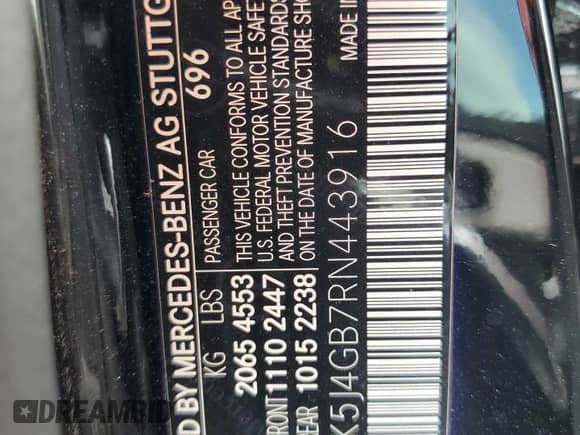 D BY MERCEDES-BENZ AG STUTTG
696
KG LBS PASSENGER CAR
2065 4553 THIS VEHICLE CONFORMS TO ALL AP
FRONT 1110 2447 U.S. FEDERAL MOTOR VEHICLE SAFE
EAR 1015 2238 AND THEFT PREVENTION STANDARDS
ON THE DATE OF MANUFACTURE SHO
K5J4GB7RN443916 MADE IN
DREAMBID